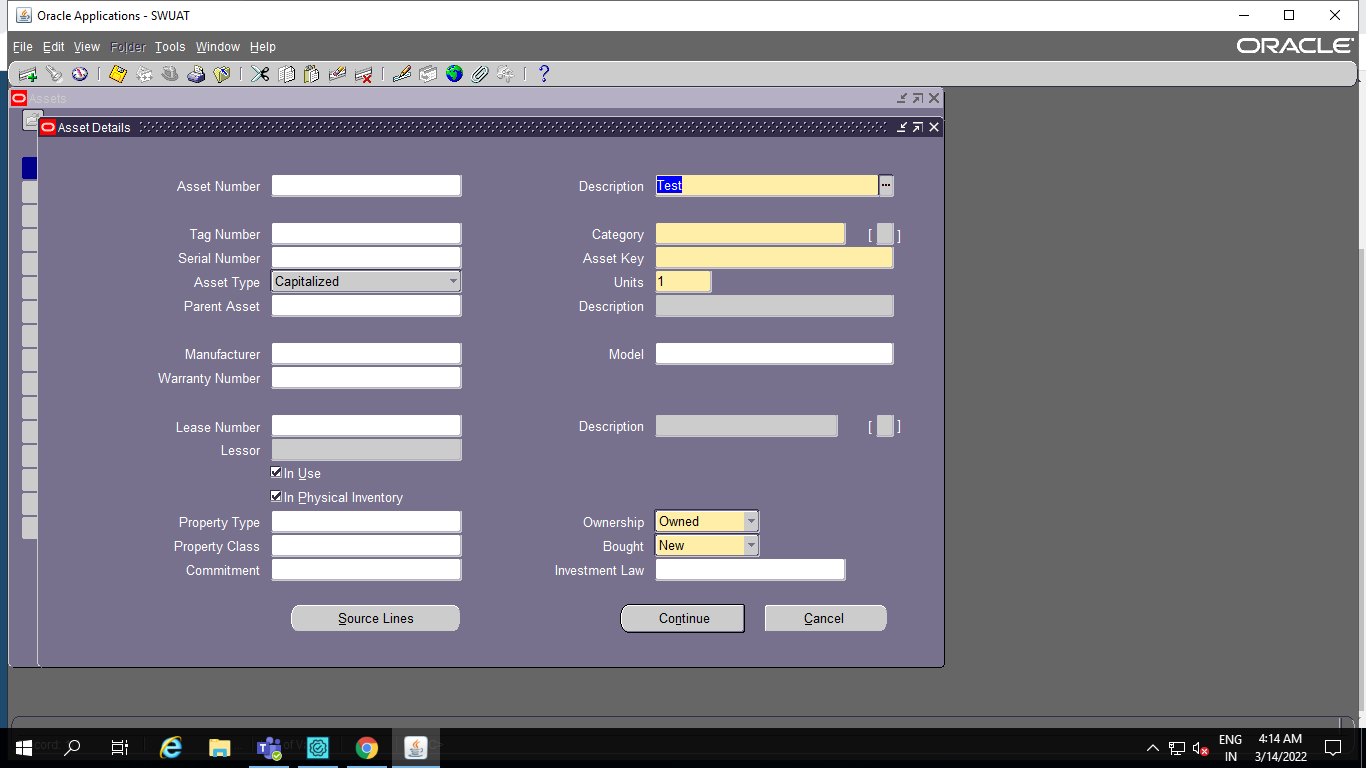 Oracle Applications - SWUAT
File Edit View Folder Tools Window Help
ORACLE
Assets
Asset Details
Asset Number
Description Test
Tag Number
Category [ ]
Serial Number
Asset Key
Asset Type Capitalized
Units 1
Parent Asset
Description
Manufacturer
Model
Warranty Number
Lease Number
Description [ ]
Lessor
In Use
In Physical Inventory
Property Type
Ownership Owned
Property Class
Bought New
Commitment
Investment Law
Source Lines Continue Cancel
ENG 4:14 AM
IN 3/14/2022